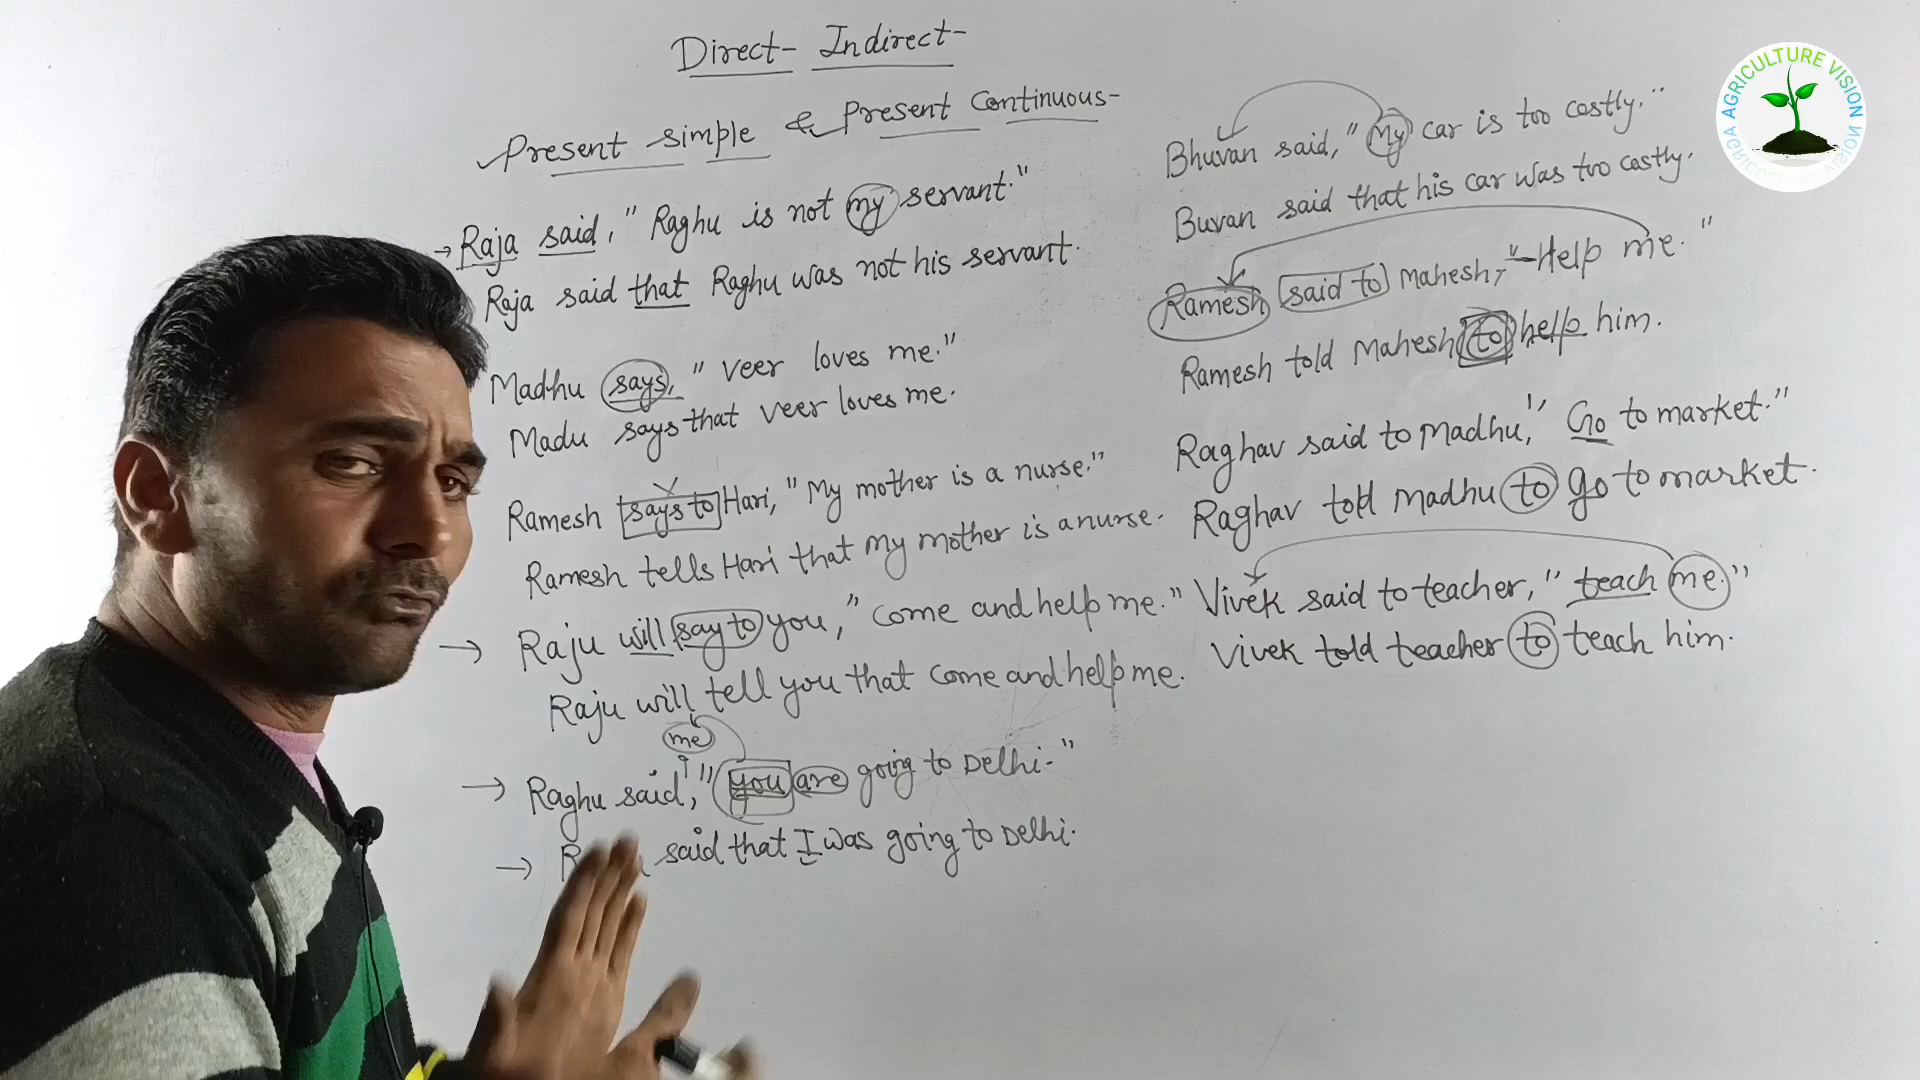 Direct- Indirect-
Present simple & Present Continuous-
→ Raja said, " Raghu is not my servant."
Raja said that Raghu was not his servant.
Madhu says, " Veer loves me."
Madu says that veer loves me.
Ramesh says to Hari, "My mother is a nurse."
Ramesh tells Hari that my mother is a nurse.
→ Raju will say to you, " Come and help me."
Raju will tell you that come and help me.
me
→ Raghu said, " you are going to Delhi-"
→ said that I was going to Delhi.
Bhuvan said, " My car is too costly."
Buvan said that his car was too costly.
Ramesh said to Mahesh, " Help me. "
Ramesh told Mahesh to help him.
Raghav said to Madhu, " Go to market."
Raghav told Madhu to go to market.
Vivek said to teacher, " teach me."
Vivek told teacher to teach him.
AGRICULTURE VISION